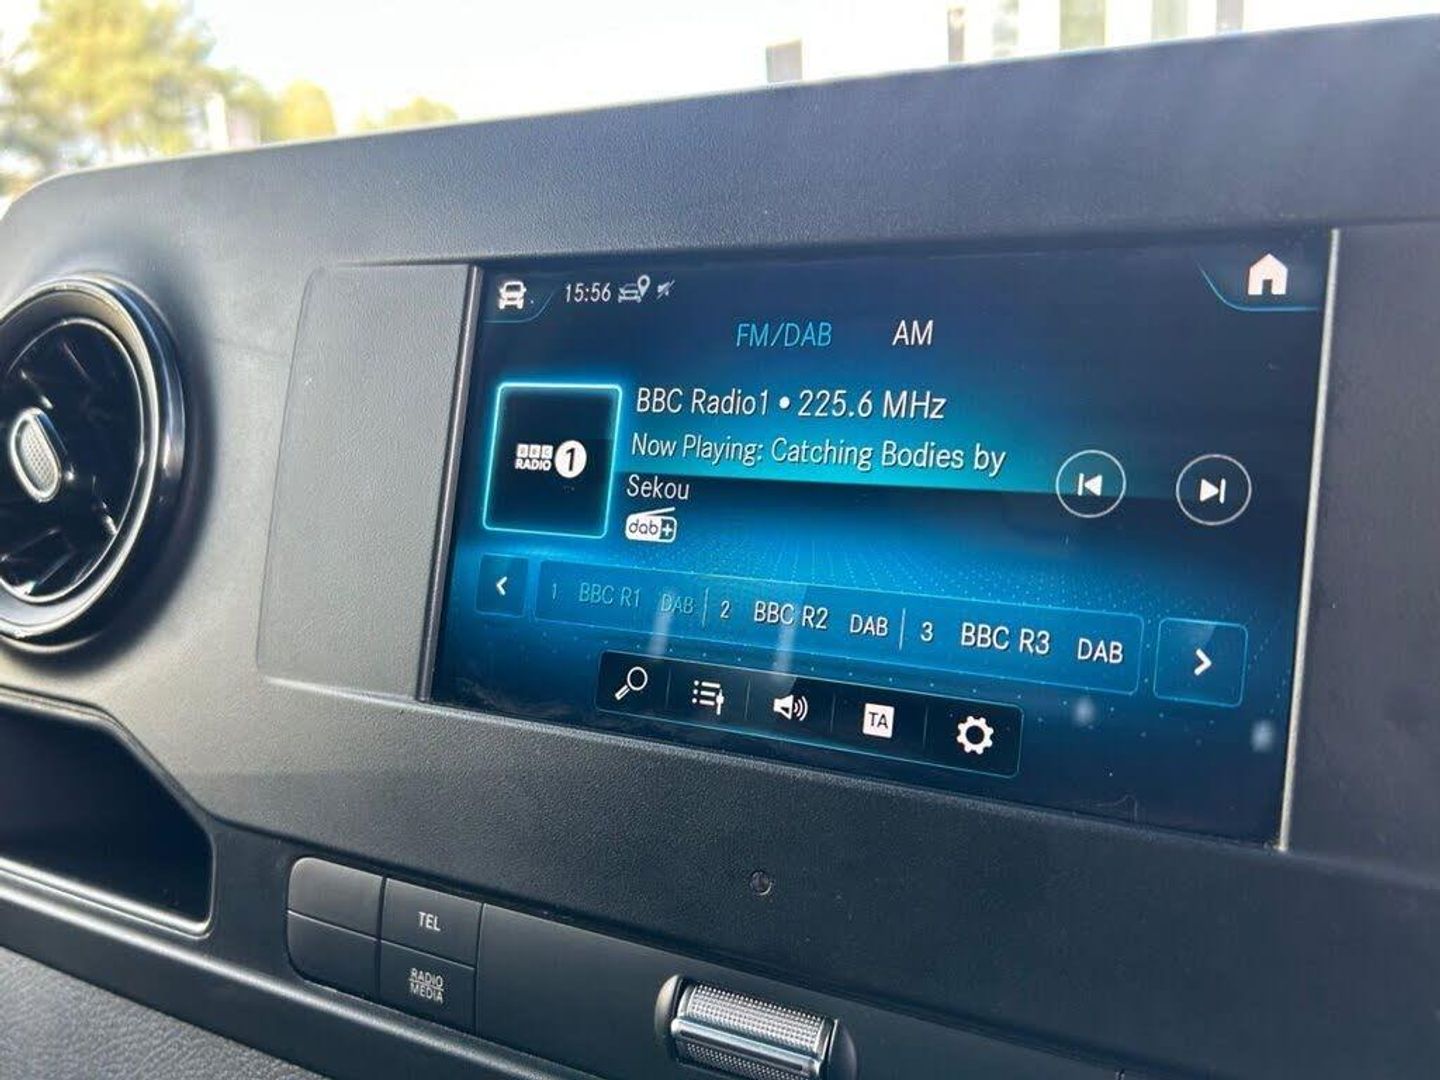 15:56
FM/DAB AM
BBC Radio1 • 225.6 MHz
Now Playing: Catching Bodies by
Sekou
BBC
RADIO 1
dab+
1 BBC R1 DAB 2 BBC R2 DAB 3 BBC R3 DAB
TA
TEL
RADIO
MEDIA